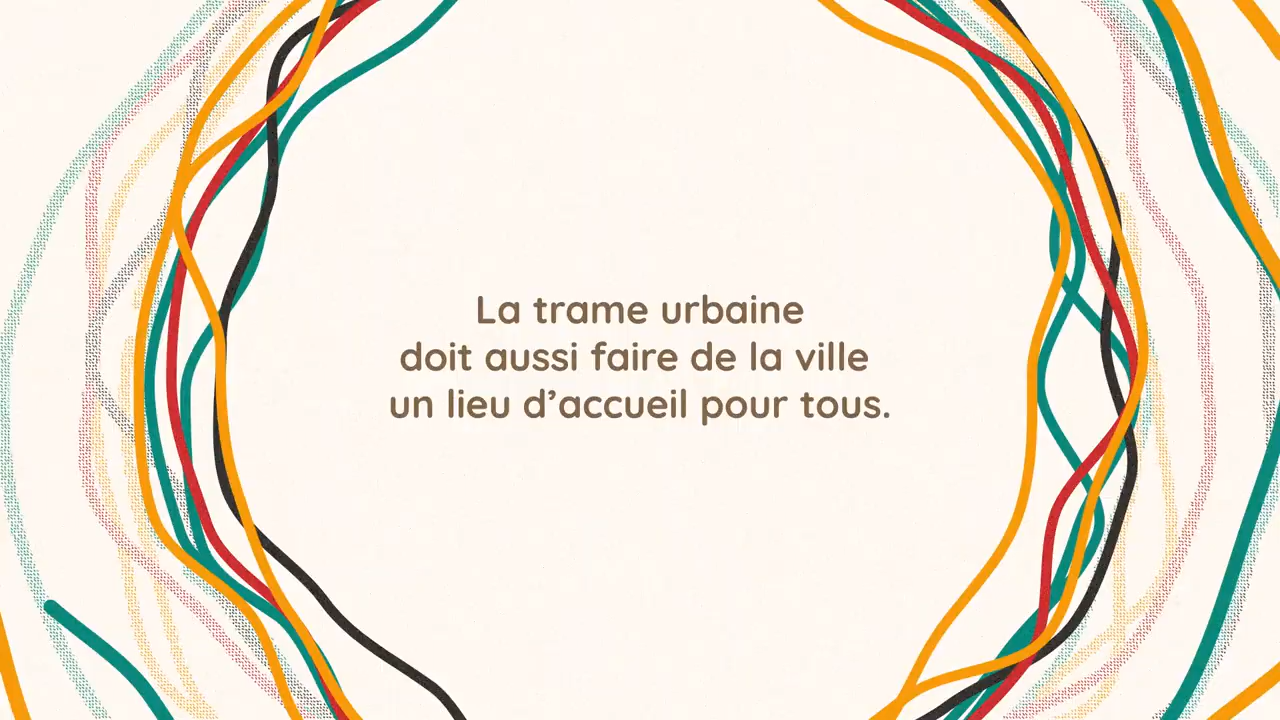 La trame urbaine
doit aussi faire de la ville
un lieu d’accueil pour tous.